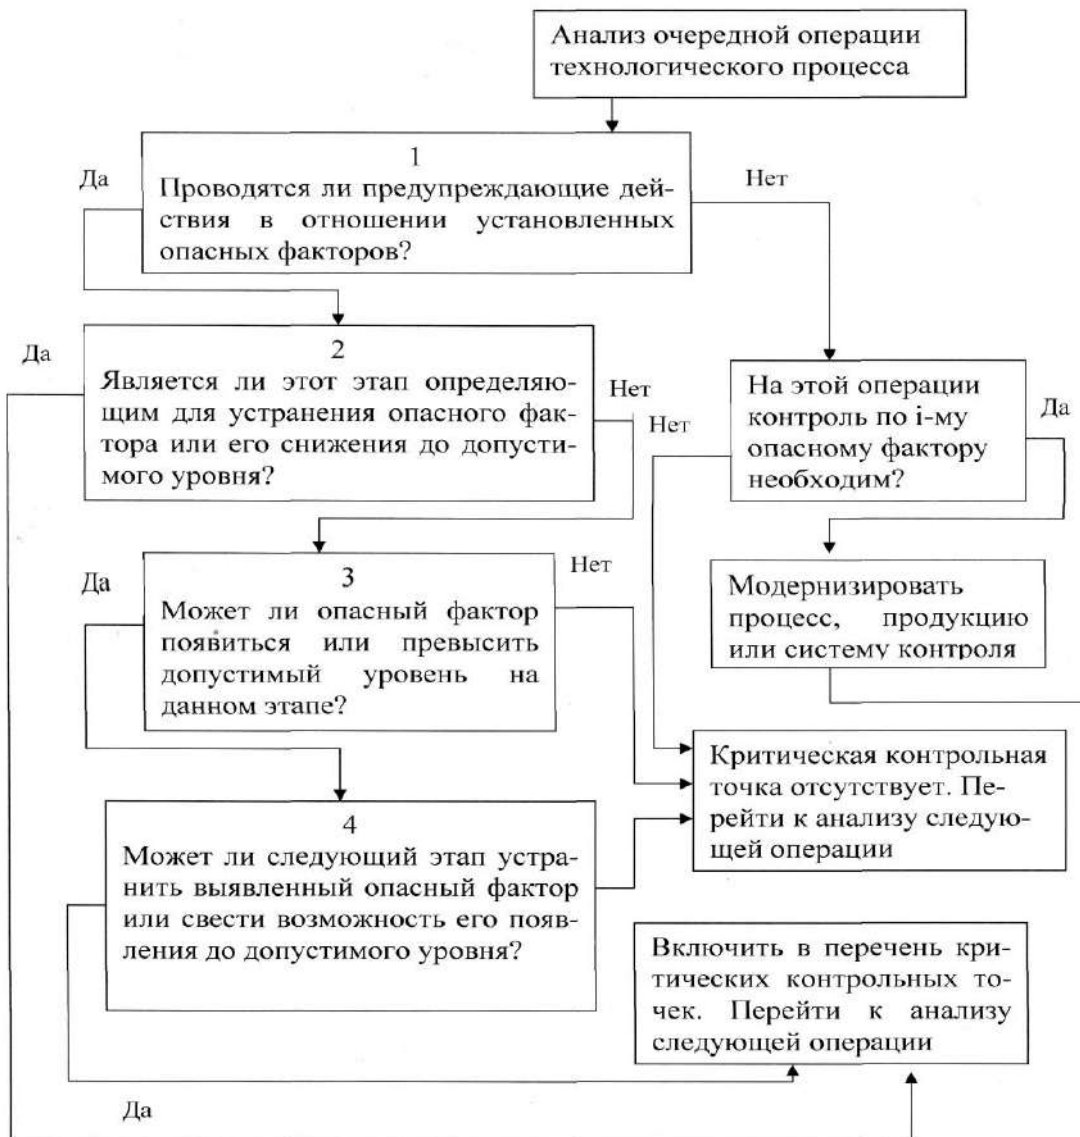 Анализ очередной операции
технологического процесса
1
Да
Нет
Проводятся ли предупреждающие дей-
ствия в отношении установленных
опасных факторов?
2
Да
Является ли этот этап определяю-
щим для устранения опасного фак-
тора или его снижения до допусти-
мого уровня?
Нет
Нет
На этой операции
контроль по i-му
опасному фактору
необходим?
Да
3
Да
Нет
Может ли опасный фактор
появиться или превысить
допустимый уровень на
данном этапе?
Модернизировать
процесс, продукцию
или систему контроля
Критическая контрольная
точка отсутствует. Пе-
рейти к анализу следую-
щей операции
4
Может ли следующий этап устра-
нить выявленный опасный фактор
или свести возможность его появ-
ления до допустимого уровня?
Включить в перечень кри-
тических контрольных то-
чек. Перейти к анализу
следующей операции
Да